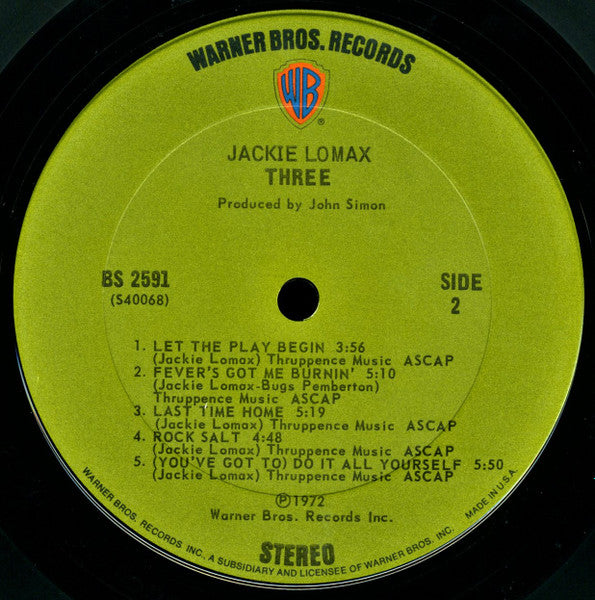 WARNER BROS. RECORDS
WB
®
JACKIE LOMAX
THREE
Produced by John Simon
BS 2591
(S40068)
SIDE
2
1. LET THE PLAY BEGIN 3:56
(Jackie Lomax) Thruppence Music ASCAP
2. FEVER'S GOT ME BURNIN' 5:10
(Jackie Lomax-Bugs Pemberton)
Thruppence Music ASCAP
3. LAST TIME HOME 5:19
(Jackie Lomax) Thruppence Music ASCAP
4. ROCK SALT 4:48
(Jackie Lomax) Thruppence Music ASCAP
5. (YOU'VE GOT TO) DO IT ALL YOURSELF 5:50
(Jackie Lomax) Thruppence Music ASCAP
℗1972
Warner Bros. Records Inc.
STEREO
WARNER BROS. RECORDS INC. A SUBSIDIARY AND LICENSEE OF WARNER BROS. INC. MADE IN U.S.A.